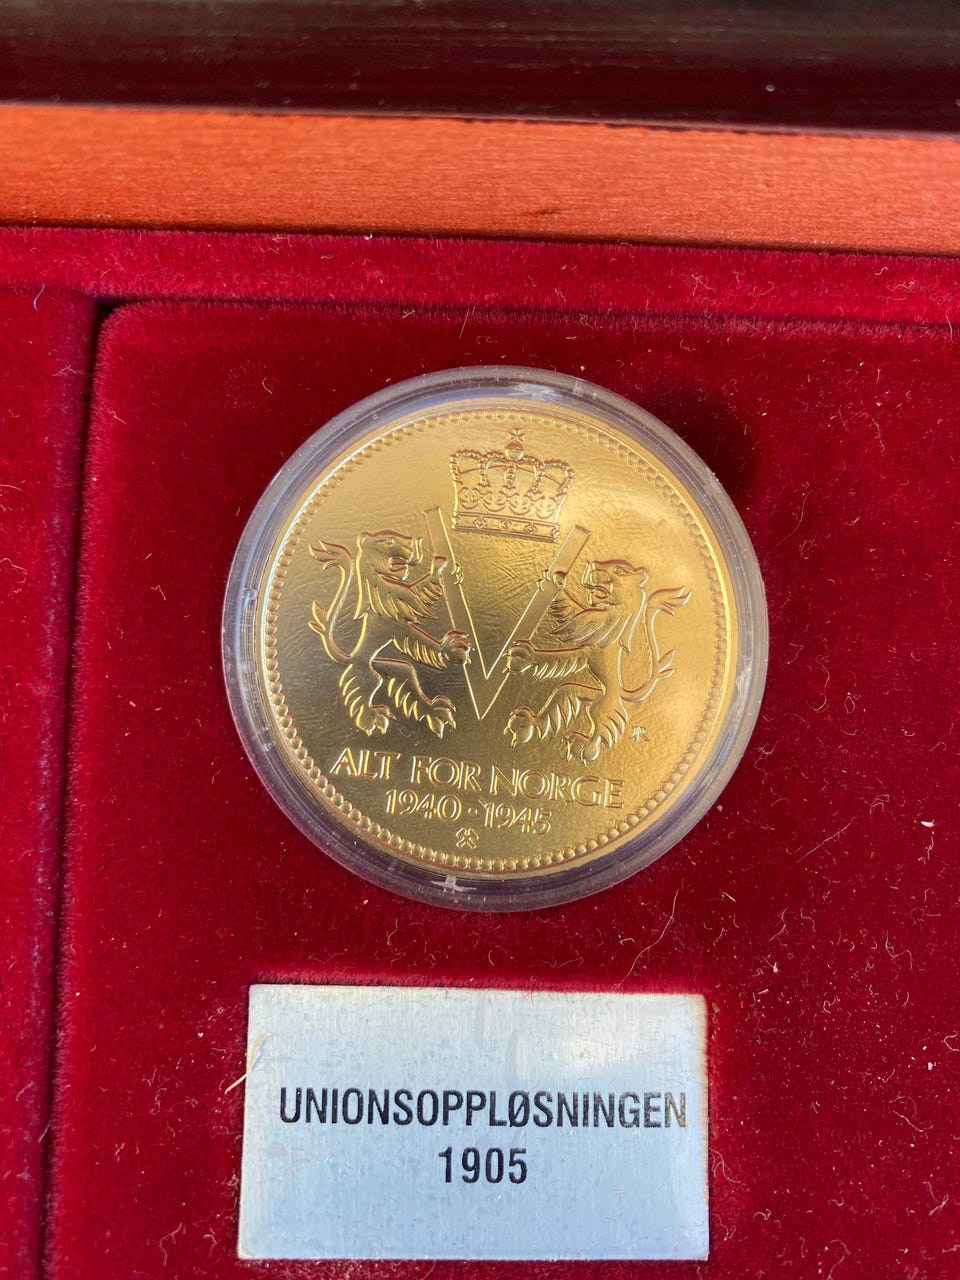 ALT FOR NORGE
1940 · 1945
UNIONSOPPLØSNINGEN
1905